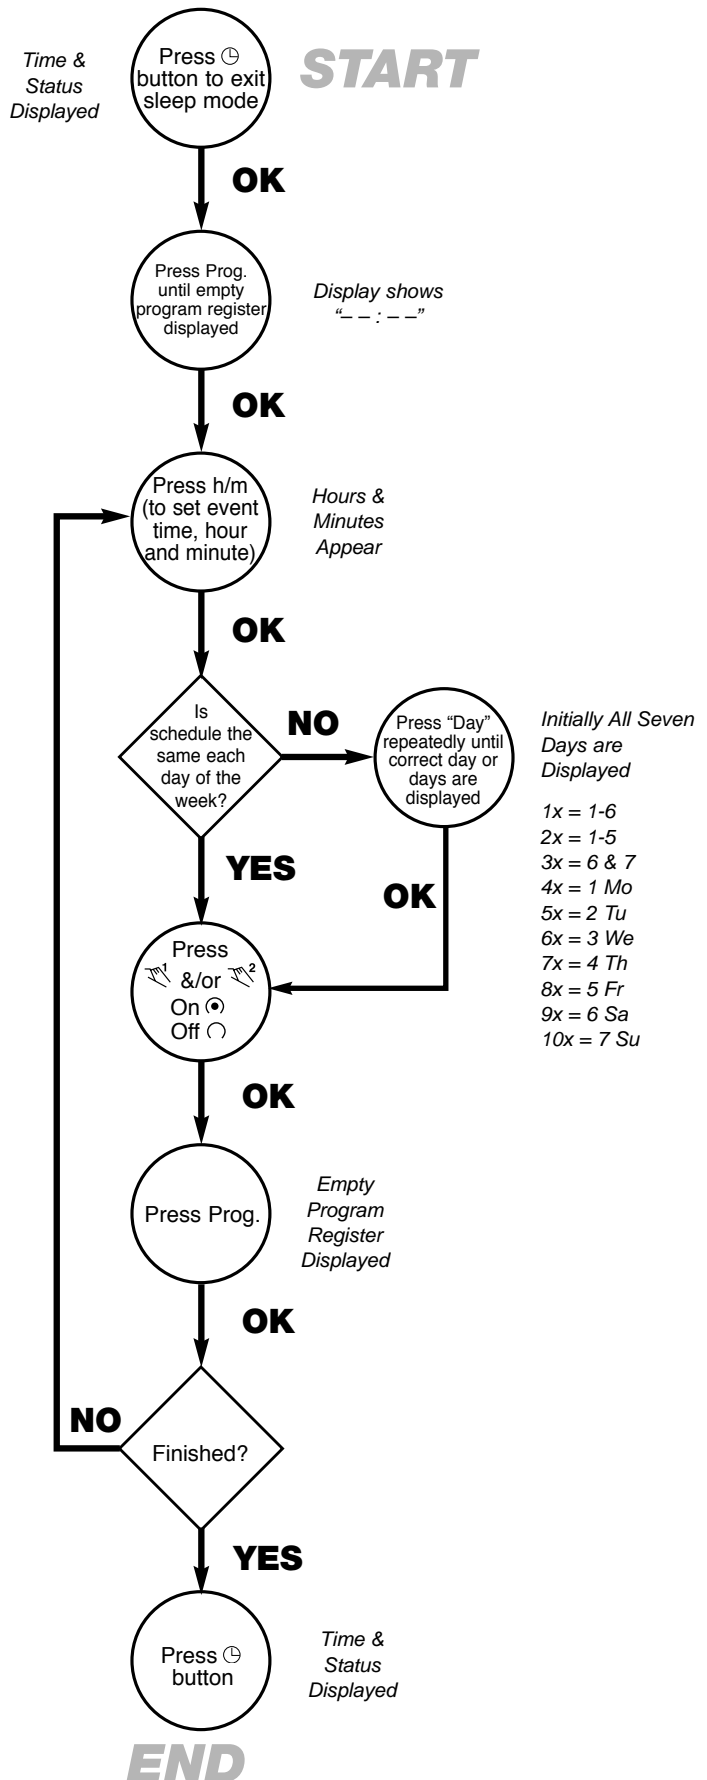 Time &
Status
Displayed
Press
button to exit
sleep mode
START
OK
Press Prog.
until empty
program register
displayed
Display shows
“– – : – –”
OK
Press h/m
(to set event
time, hour
and minute)
Hours &
Minutes
Appear
OK
Is
schedule the
same each
day of the
week?
NO
Press “Day”
repeatedly until
correct day or
days are
displayed
Initially All Seven
Days are
Displayed
1x = 1-6
2x = 1-5
3x = 6 & 7
4x = 1 Mo
5x = 2 Tu
6x = 3 We
7x = 4 Th
8x = 5 Fr
9x = 6 Sa
10x = 7 Su
YES
OK
Press
1 &/or 2
On
Off
OK
Press Prog.
Empty
Program
Register
Displayed
OK
NO
Finished?
YES
Press
button
Time &
Status
Displayed
END